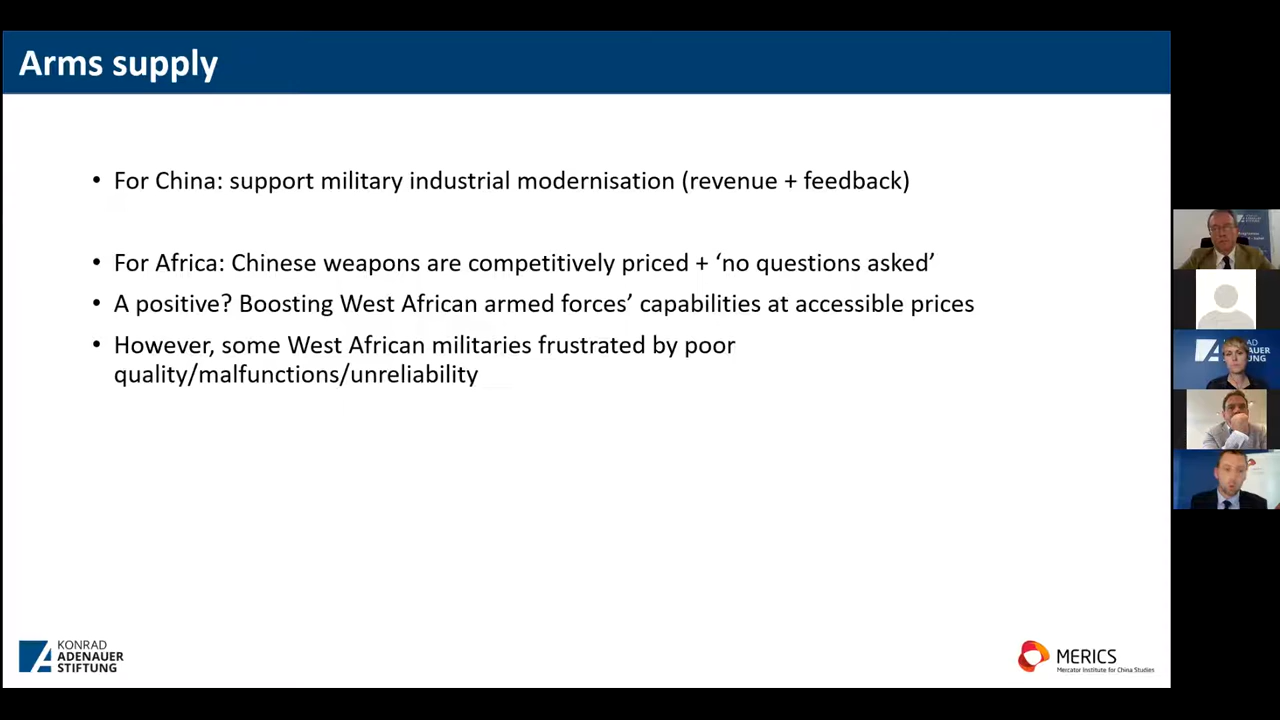 Arms supply
• For China: support military industrial modernisation (revenue + feedback)
• For Africa: Chinese weapons are competitively priced + ‘no questions asked’
• A positive? Boosting West African armed forces’ capabilities at accessible prices
• However, some West African militaries frustrated by poor
quality/malfunctions/unreliability
KONRAD
ADENAUER
STIFTUNG
MERICS
Mercator Institute for China Studies